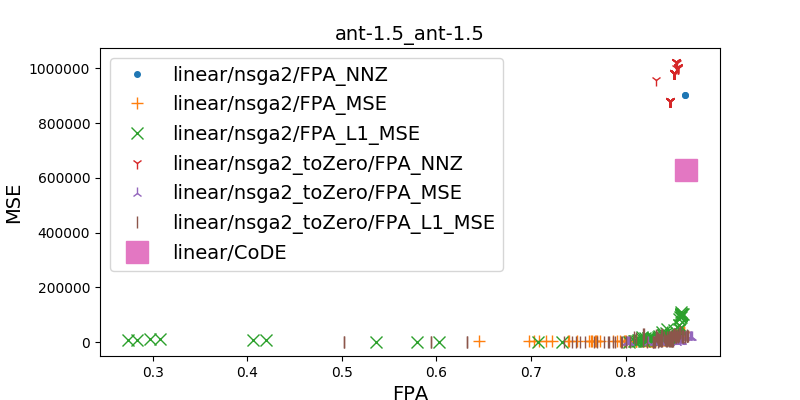 ant-1.5_ant-1.5
MSE
1000000
800000
600000
400000
200000
0
linear/nsga2/FPA_NNZ
linear/nsga2/FPA_MSE
linear/nsga2/FPA_L1_MSE
linear/nsga2_toZero/FPA_NNZ
linear/nsga2_toZero/FPA_MSE
linear/nsga2_toZero/FPA_L1_MSE
linear/CoDE
0.3 0.4 0.5 0.6 0.7 0.8
FPA